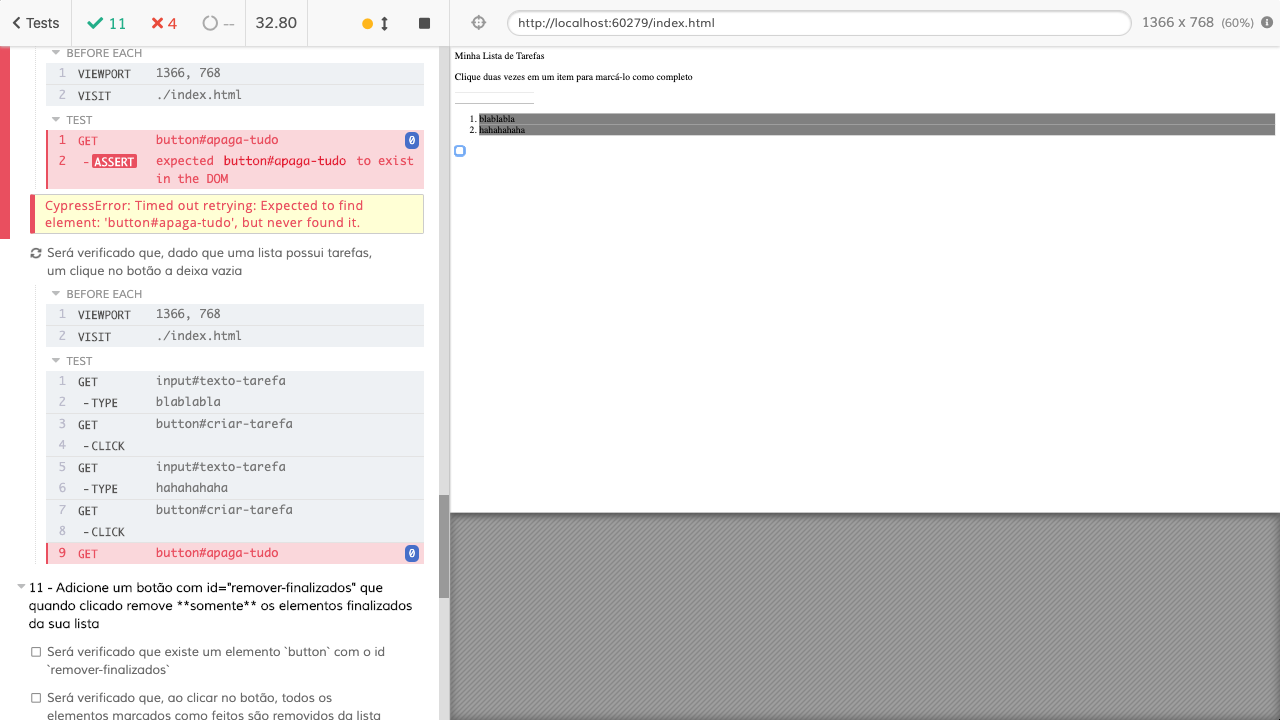 Tests 11 4 -- 32.80
http://localhost:60279/index.html 1366 x 768 (60%)
BEFORE EACH
1 VIEWPORT 1366, 768
2 VISIT ./index.html
TEST
1 GET button#apaga-tudo 0
2 -ASSERT expected button#apaga-tudo to exist
in the DOM
CypressError: Timed out retrying: Expected to find
element: 'button#apaga-tudo', but never found it.
Será verificado que, dado que uma lista possui tarefas,
um clique no botão a deixa vazia
BEFORE EACH
1 VIEWPORT 1366, 768
2 VISIT ./index.html
TEST
1 GET input#texto-tarefa
2 -TYPE blablabla
3 GET button#criar-tarefa
4 -CLICK
5 GET input#texto-tarefa
6 -TYPE hahahahaha
7 GET button#criar-tarefa
8 -CLICK
9 GET button#apaga-tudo 0
11 - Adicione um botão com id="remover-finalizados" que
quando clicado remove **somente** os elementos finalizados
da sua lista
Será verificado que existe um elemento `button` com o id
`remover-finalizados`
Será verificado que, ao clicar no botão, todos os
elementos marcados como feitos são removidos da lista
Minha Lista de Tarefas
Clique duas vezes em um item para marcá-lo como completo
1. blablabla
2. hahahahaha